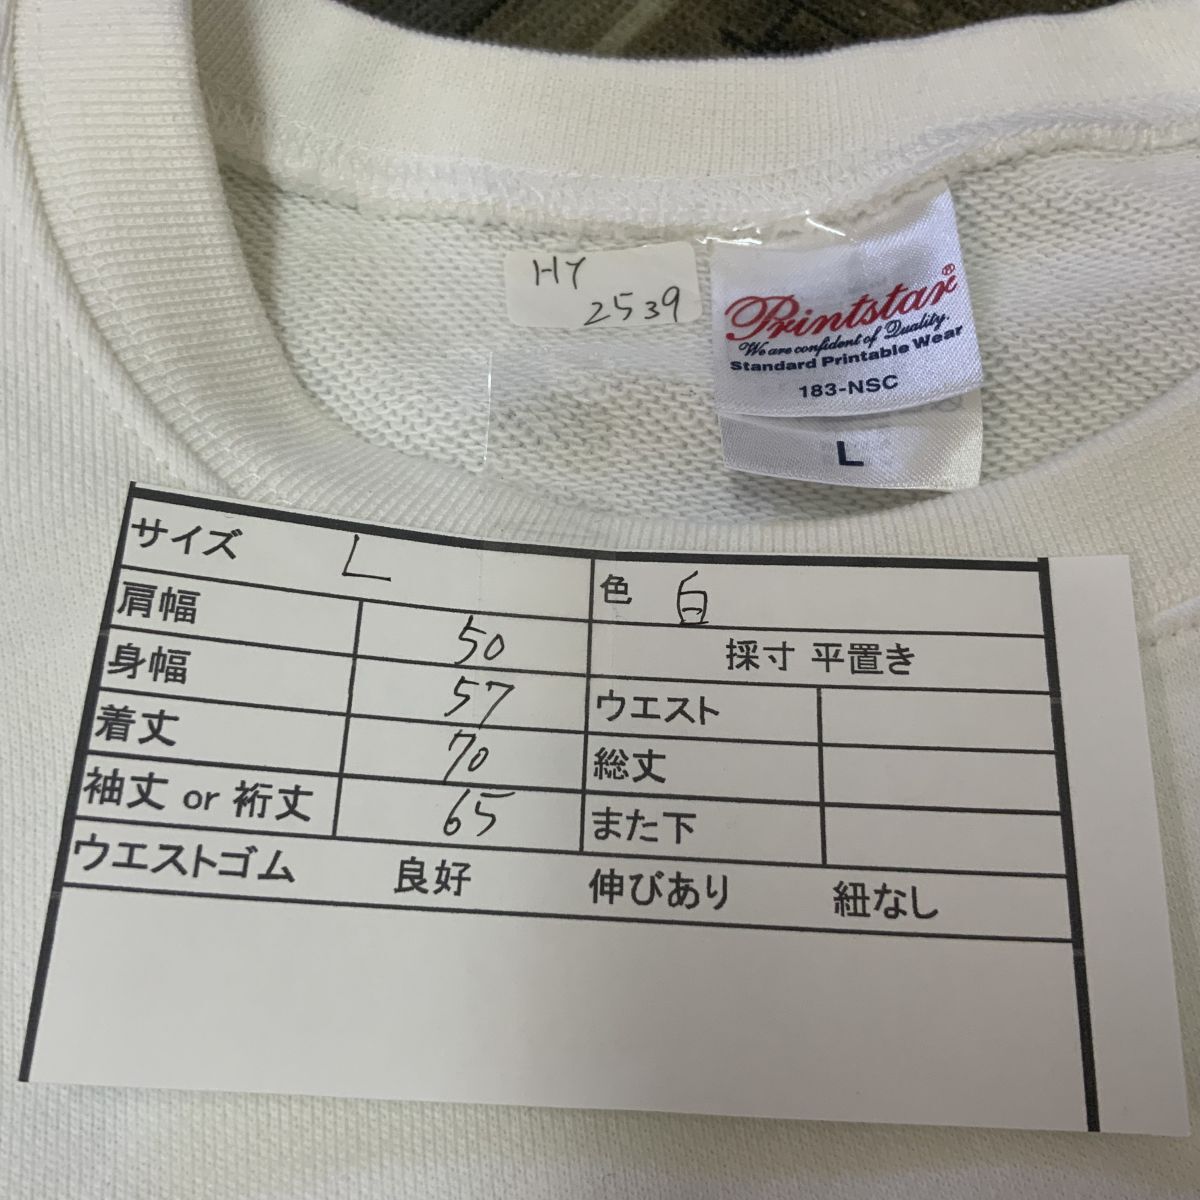 HY
2539
Printstar®
We are confident of Quality.
Standard Printable Wear
183-NSC
L
サイズ L
色 白
肩幅 50
採寸 平置き
身幅 57
ウエスト
着丈 70
総丈
袖丈 or 裄丈 65
また下
ウエストゴム 良好 伸びあり 紐なし